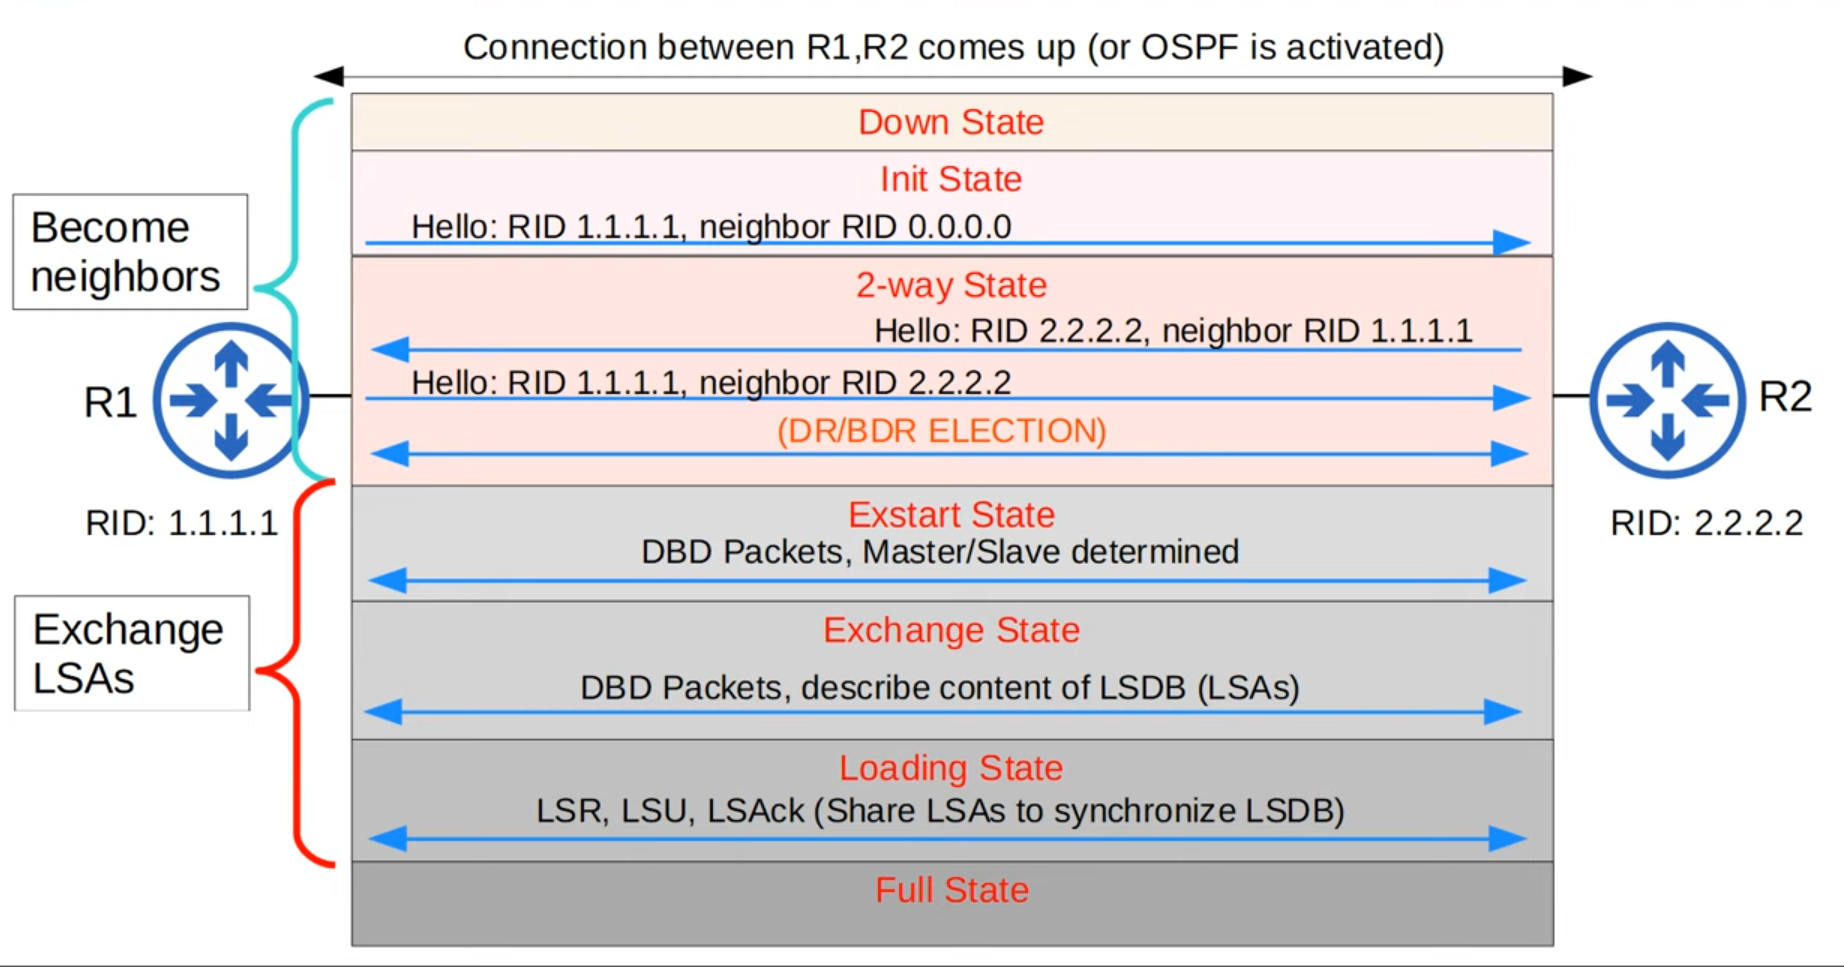 Connection between R1,R2 comes up (or OSPF is activated)
Down State
Init State
Hello: RID 1.1.1.1, neighbor RID 0.0.0.0
Become
neighbors
2-way State
Hello: RID 2.2.2.2, neighbor RID 1.1.1.1
Hello: RID 1.1.1.1, neighbor RID 2.2.2.2
(DR/BDR ELECTION)
R1
R2
RID: 1.1.1.1
RID: 2.2.2.2
Exstart State
DBD Packets, Master/Slave determined
Exchange
LSAs
Exchange State
DBD Packets, describe content of LSDB (LSAs)
Loading State
LSR, LSU, LSAck (Share LSAs to synchronize LSDB)
Full State